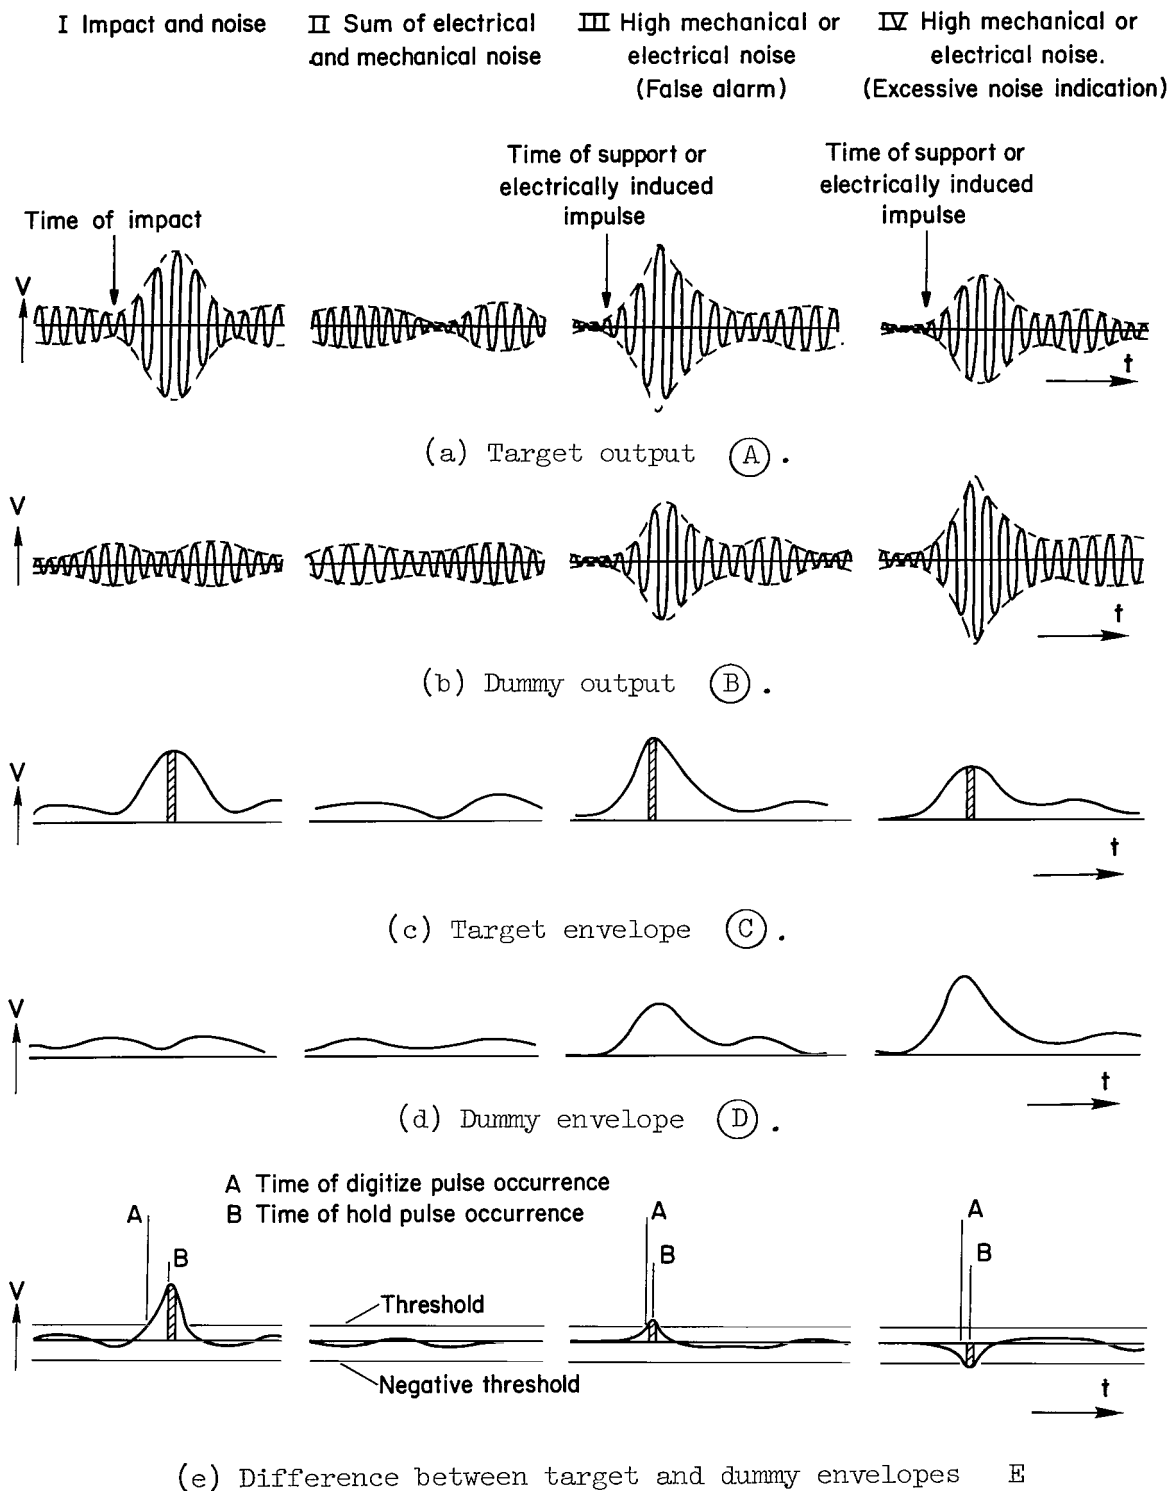 I Impact and noise
II Sum of electrical
and mechanical noise
III High mechanical or
electrical noise
(False alarm)
IV High mechanical or
electrical noise.
(Excessive noise indication)
Time of impact
Time of support or
electrically induced
impulse
Time of support or
electrically induced
impulse
V
t
(a) Target output A .
V
t
(b) Dummy output B .
V
t
(c) Target envelope C .
V
t
(d) Dummy envelope D .
A Time of digitize pulse occurrence
B Time of hold pulse occurrence
A
B
A
B
A
B
V
Threshold
Negative threshold
t
(e) Difference between target and dummy envelopes E